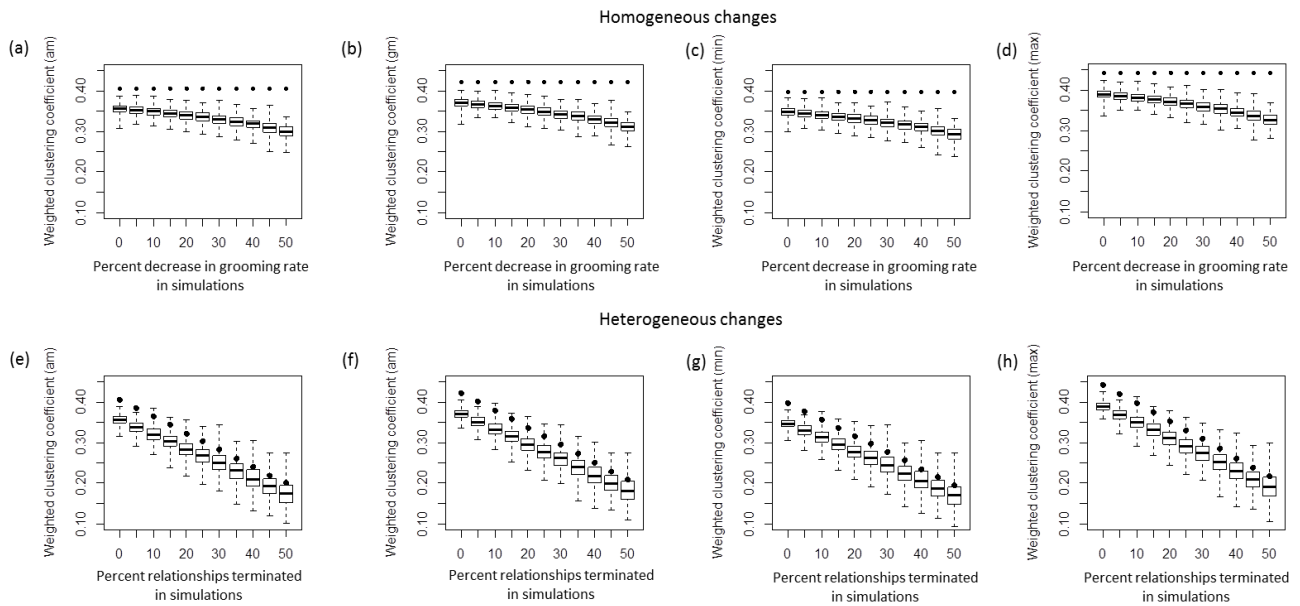 Homogeneous changes
(a)
Weighted clustering coefficient (am)
0.40
0.30
0.20
0.10
0 10 20 30 40 50
Percent decrease in grooming rate
in simulations
(b)
Weighted clustering coefficient (gm)
0.40
0.30
0.20
0.10
0 10 20 30 40 50
Percent decrease in grooming rate
in simulations
(c)
Weighted clustering coefficient (min)
0.40
0.30
0.20
0.10
0 10 20 30 40 50
Percent decrease in grooming rate
in simulations
(d)
Weighted clustering coefficient (max)
0.40
0.30
0.20
0.10
0 10 20 30 40 50
Percent decrease in grooming rate
in simulations
Heterogeneous changes
(e)
Weighted clustering coefficient (am)
0.40
0.30
0.20
0.10
0 10 20 30 40 50
Percent relationships terminated
in simulations
(f)
Weighted clustering coefficient (am)
0.40
0.30
0.20
0.10
0 10 20 30 40 50
Percent relationships terminated
in simulations
(g)
Weighted clustering coefficient (min)
0.40
0.30
0.20
0.10
0 10 20 30 40 50
Percent relationships terminated
in simulations
(h)
Weighted clustering coefficient (max)
0.40
0.30
0.20
0.10
0 10 20 30 40 50
Percent relationships terminated
in simulations